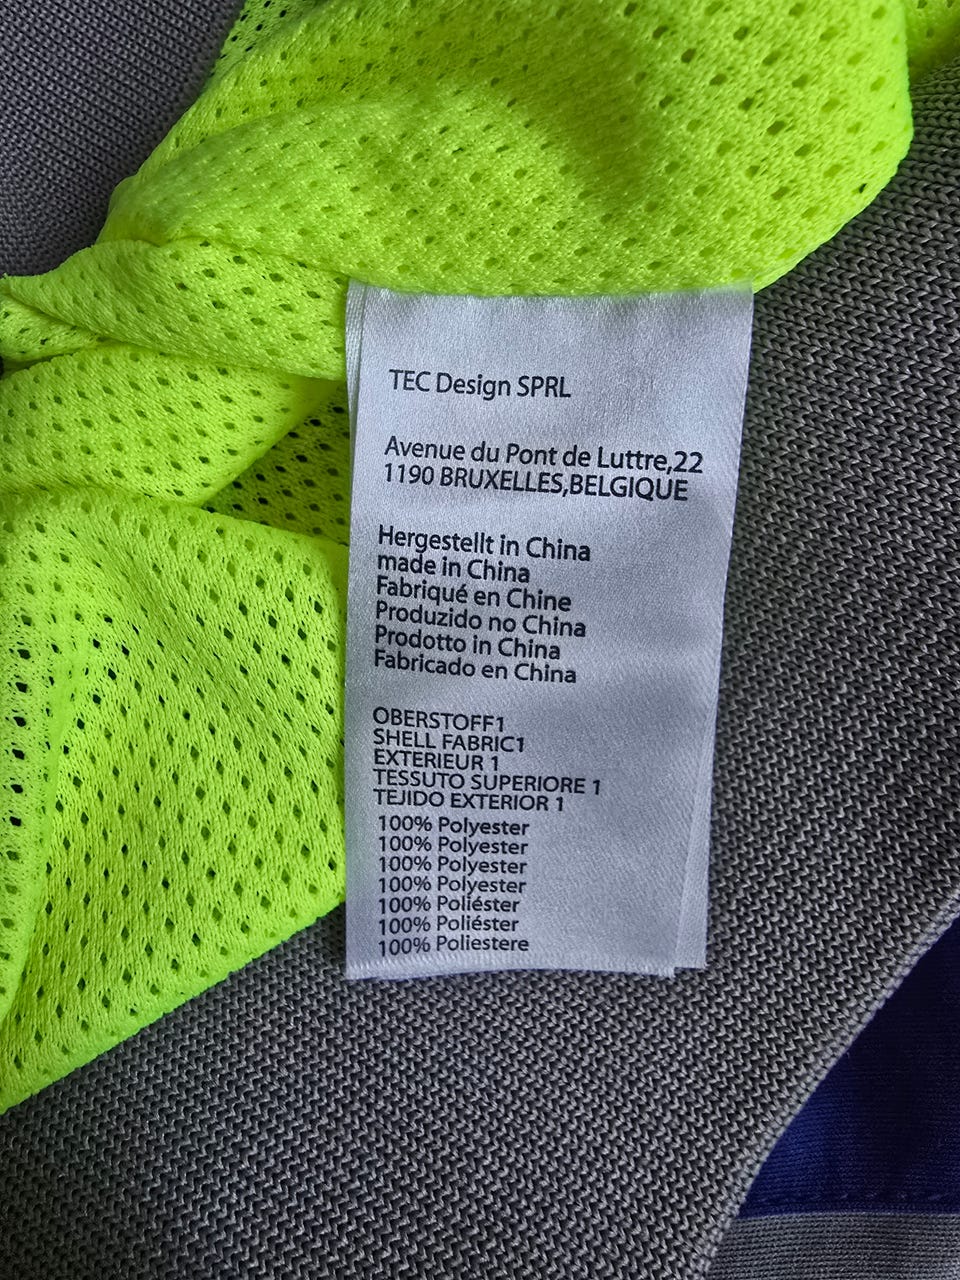 TEC Design SPRL
Avenue du Pont de Luttre,22
1190 BRUXELLES,BELGIQUE
Hergestellt in China
made in China
Fabriqué en Chine
Produzido no China
Prodotto in China
Fabricado en China
OBERSTOFF1
SHELL FABRIC1
EXTERIEUR 1
TESSUTO SUPERIORE 1
TEJIDO EXTERIOR 1
100% Polyester
100% Polyester
100% Polyester
100% Polyester
100% Poliéster
100% Poliéster
100% Poliestere